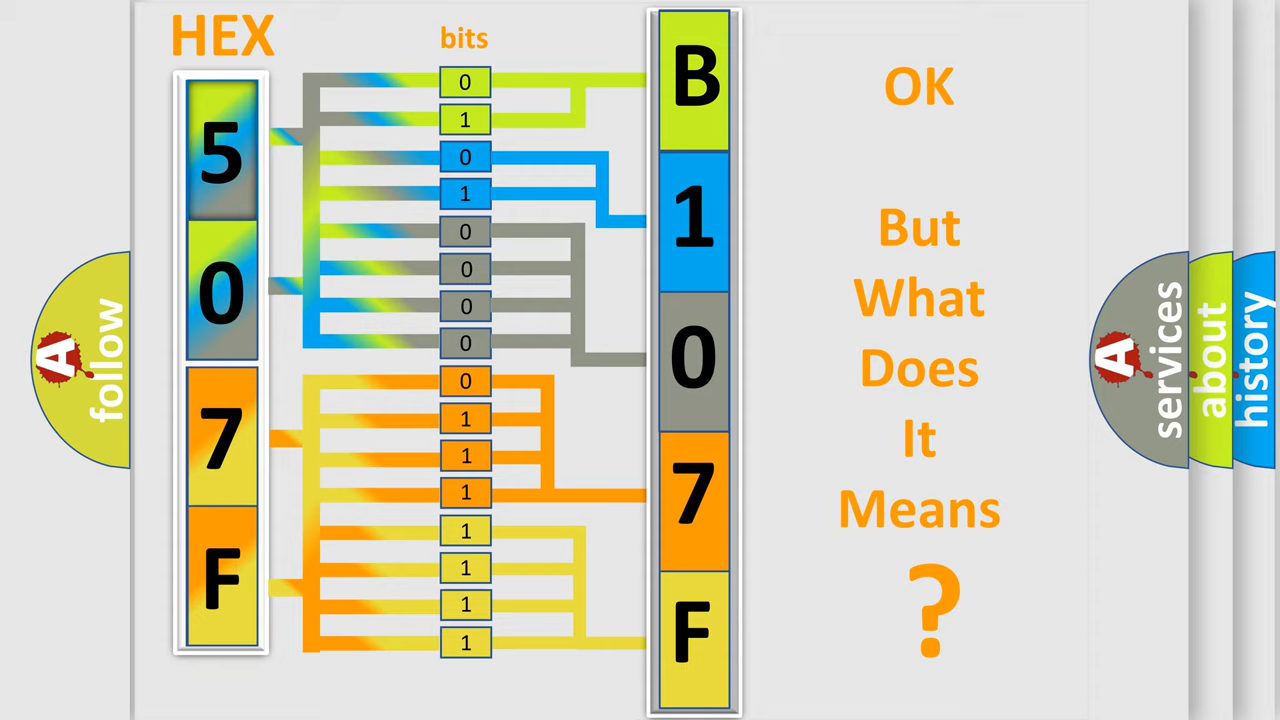 HEX
bits
5
0
7
F
0
1
0
1
0
0
0
0
0
1
1
1
1
1
1
1
B
1
0
7
F
OK
But
What
Does
It
Means
?
A
follow
A
services
about
history